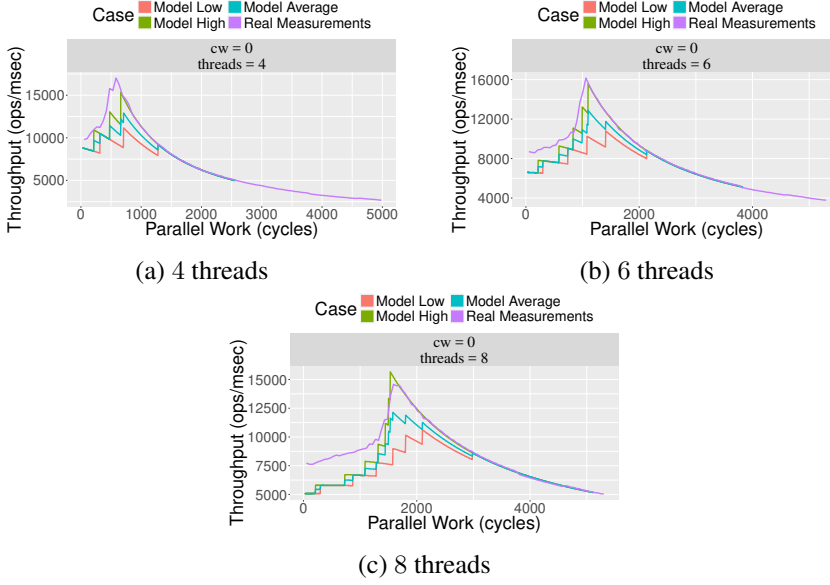 Case Model Low Model Average
Model High Real Measurements
cw = 0
threads = 4
Throughput (ops/msec)
15000
10000
5000
0 1000 2000 3000 4000 5000
Parallel Work (cycles)
(a) 4 threads
Case Model Low Model Average
Model High Real Measurements
cw = 0
threads = 6
Throughput (ops/msec)
16000
12000
8000
4000
0 2000 4000
Parallel Work (cycles)
(b) 6 threads
Case Model Low Model Average
Model High Real Measurements
cw = 0
threads = 8
Throughput (ops/msec)
15000
12500
10000
7500
5000
0 2000 4000
Parallel Work (cycles)
(c) 8 threads